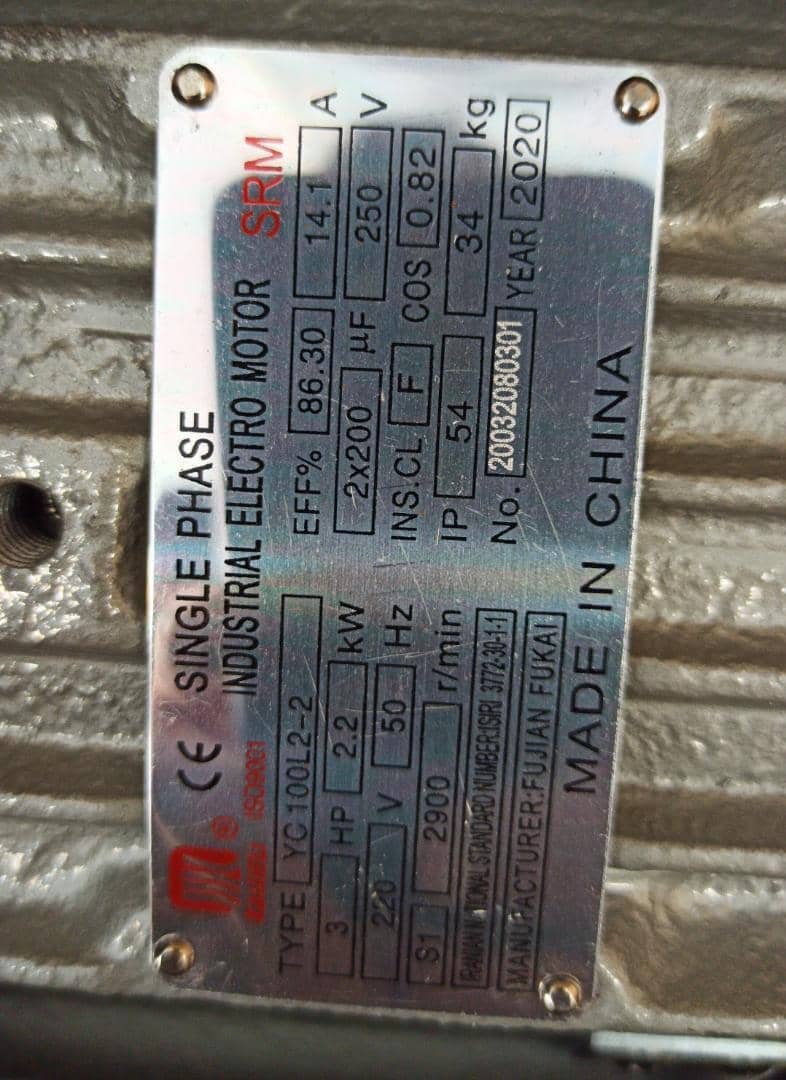 CE SINGLE PHASE
ISO9001 INDUSTRIAL ELECTRO MOTOR SRM
TYPE YC100L2-2 EFF% 86.30 14.1 A
3 HP 2.2 kW 2x200 μF 250 V
220 V 50 Hz INS.CL F COS 0.82
S1 2900 r/min IP 54 34 kg
IRANIAN NATIONAL STANDARD NUMBER:ISIRI 3772-30-1-1 No. 20032080301 YEAR 2020
MANUFACTURER:FUJIAN FUKAI
MADE IN CHINA